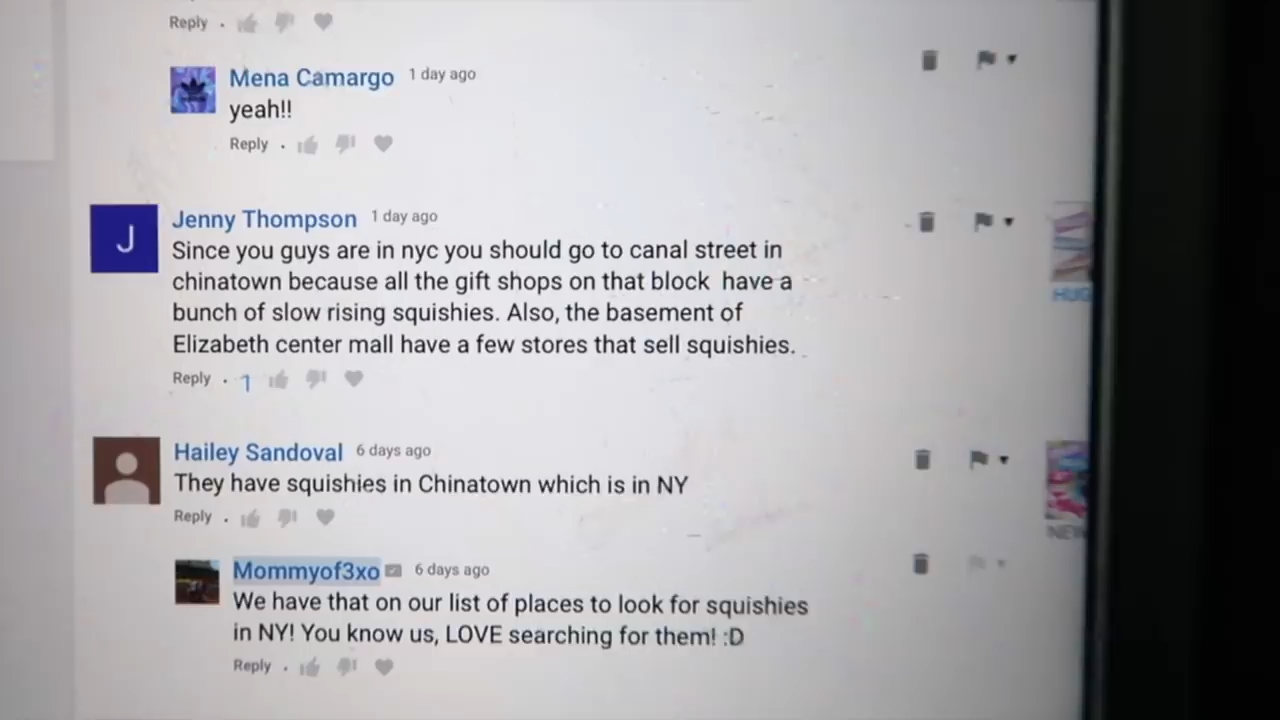 Reply .
Mena Camargo 1 day ago
yeah!!
Reply .
J
Jenny Thompson 1 day ago
Since you guys are in nyc you should go to canal street in
chinatown because all the gift shops on that block have a
bunch of slow rising squishies. Also, the basement of
Elizabeth center mall have a few stores that sell squishies.
Reply . 1
HUG
Hailey Sandoval 6 days ago
They have squishies in Chinatown which is in NY
Reply .
NEW
Mommyof3xo 6 days ago
We have that on our list of places to look for squishies
in NY! You know us, LOVE searching for them! :D
Reply .